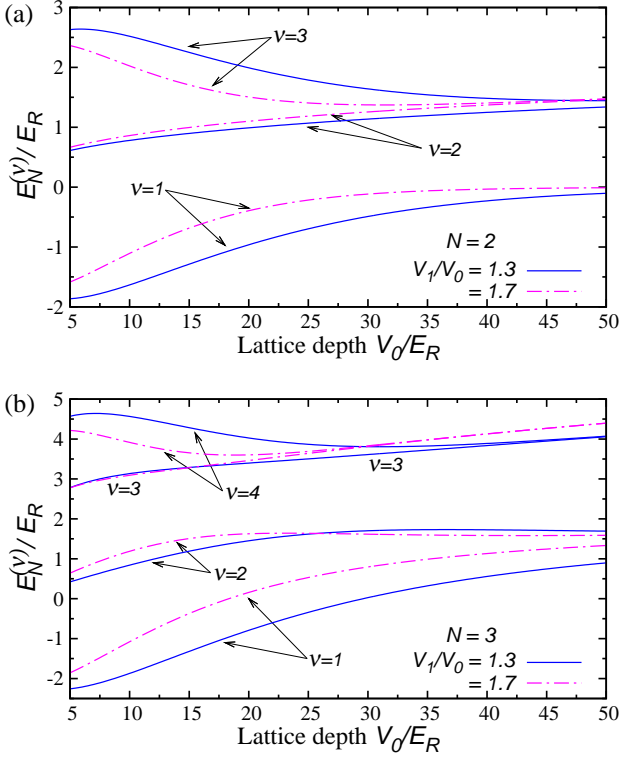 (a)
3
2
1
0
-1
-2
E_N^(ν)/E_R
ν=3
ν=2
ν=1
N = 2
V_1/V_0 = 1.3
= 1.7
5 10 15 20 25 30 35 40 45 50
Lattice depth V_0/E_R
(b)
5
4
3
2
1
0
-1
-2
E_N^(ν)/E_R
ν=3
ν=3
ν=4
ν=2
ν=1
N = 3
V_1/V_0 = 1.3
= 1.7
5 10 15 20 25 30 35 40 45 50
Lattice depth V_0/E_R